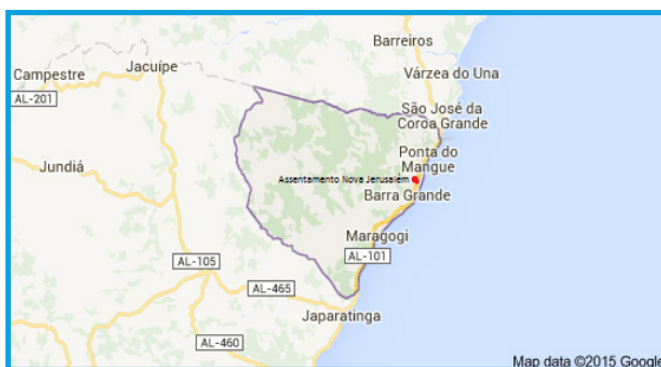 Barreiros
Jacuípe
Campestre
Várzea do Una
AL-201
São José da
Coroa Grande
Ponta do
Mangue
Jundiá
Assentamento Nova Jerusalém
Barra Grande
Maragogi
AL-101
AL-105
AL-465
Japaratinga
AL-460
Map data ©2015 Google